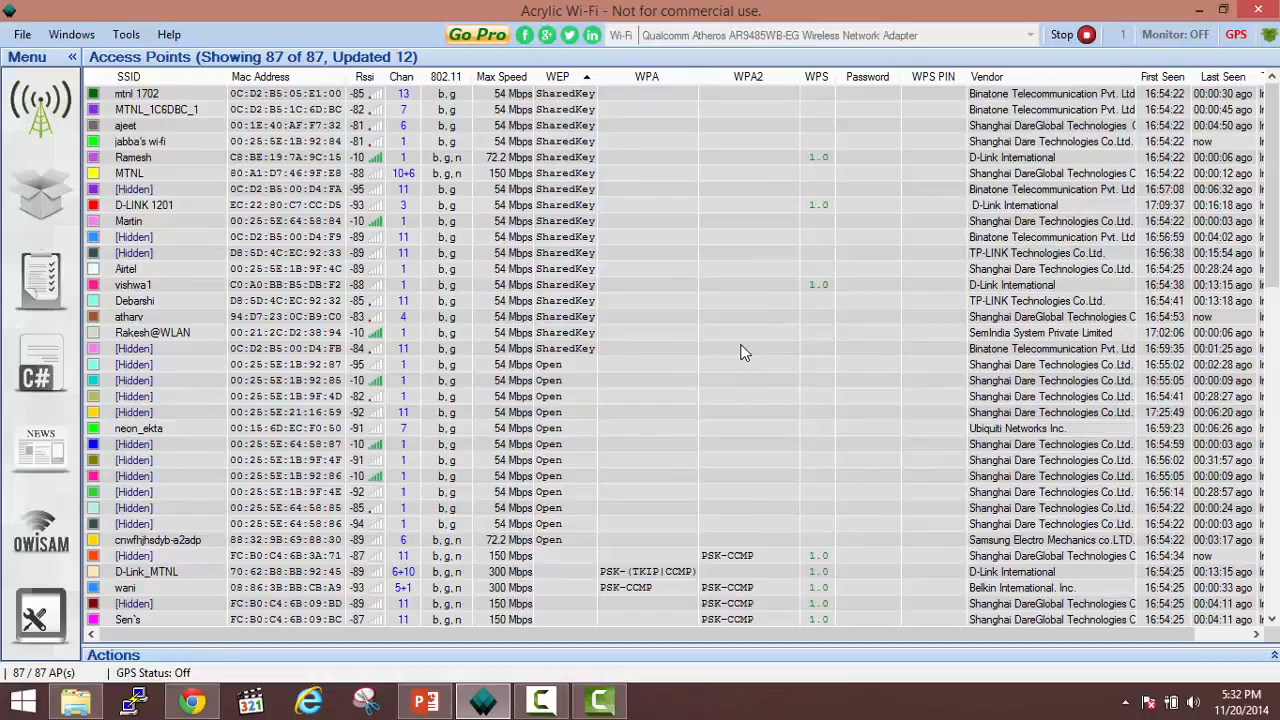 Acrylic Wi-Fi - Not for commercial use.
File Windows Tools Help Go Pro Wi-Fi Qualcomm Atheros AR9485WB-EG Wireless Network Adapter Stop 1 Monitor: OFF GPS
Menu « Access Points (Showing 87 of 87, Updated 12)
SSID Mac Address Rssi Chan 802.11 Max Speed WEP WPA WPA2 WPS Password WPS PIN Vendor First Seen Last Seen
mtnl 1702 0C:D2:B5:05:E1:00 -85 13 b,g 54 Mbps SharedKey Binatone Telecommunication Pvt. Ltd 16:54:22 00:00:30 ago
MTNL_1C6DBC_1 0C:D2:B5:1C:6D:BC -82 7 b,g 54 Mbps SharedKey Binatone Telecommunication Pvt. Ltd 16:54:22 00:00:45 ago
ajeet 00:1E:40:AF:F7:32 -81 6 b,g 54 Mbps SharedKey Shanghai DareGlobal Technologies C 16:54:22 00:04:50 ago
jabba's wi-fi 00:25:5E:95:C2:A9 -81 1 b,g 54 Mbps SharedKey Shanghai Dare Technologies Co.Ltd. 16:54:22 now
Ramesh C8:BE:19:7A:9C:15 -10 1 b,g,n 72.2 Mbps SharedKey 1.0 D-Link International 16:54:22 00:00:06 ago
MTNL 80:A1:D7:46:9F:E8 -88 10+6 b,g,n 150 Mbps SharedKey Shanghai DareGlobal Technologies C 16:54:22 00:00:12 ago
[Hidden] 0C:D2:B5:00:D4:FA -95 11 b,g 54 Mbps SharedKey Binatone Telecommunication Pvt. Ltd 16:57:08 00:06:32 ago
D-LINK 1201 EC:22:80:C7:CC:D5 -93 3 b,g 54 Mbps SharedKey 1.0 D-Link International 17:09:37 00:04:16 ago
Martin 00:25:5E:64:58:84 -10 1 b,g 54 Mbps SharedKey Shanghai Dare Technologies Co.Ltd. 16:54:22 00:00:03 ago
[Hidden] 0C:D2:B5:00:D4:F9 -89 11 b,g 54 Mbps SharedKey Binatone Telecommunication Pvt. Ltd 16:56:59 00:04:02 ago
[Hidden] D8:5D:4C:EC:92:33 -89 11 b,g 54 Mbps SharedKey TP-LINK Technologies Co.Ltd. 16:56:38 00:15:54 ago
Airtel 00:25:5E:1B:9F:4C -89 1 b,g 54 Mbps SharedKey Shanghai Dare Technologies Co.Ltd. 16:54:25 00:28:24 ago
vishwa1 C0:A0:BB:B5:DB:F2 -88 1 b,g 54 Mbps SharedKey 1.0 D-Link International 16:54:38 00:13:15 ago
Debarshi D8:5D:4C:EC:92:32 -85 11 b,g 54 Mbps SharedKey TP-LINK Technologies Co.Ltd. 16:54:41 00:13:18 ago
atharv 94:D7:23:0C:B9:C0 -83 4 b,g 54 Mbps SharedKey Shanghai DareGlobal Technologies C 16:54:53 now
Rakesh@WLAN 00:21:2C:D2:38:94 -10 1 b,g 54 Mbps SharedKey SemIndia System Private Limited 17:02:06 00:00:06 ago
[Hidden] 0C:D2:B5:00:D4:FB -84 11 b,g 54 Mbps SharedKey Binatone Telecommunication Pvt. Ltd 16:59:35 00:01:25 ago
[Hidden] 00:25:5E:1B:92:87 -95 1 b,g 54 Mbps Open Shanghai Dare Technologies Co.Ltd. 16:55:02 00:02:28 ago
[Hidden] 00:25:5E:1B:92:85 -10 1 b,g 54 Mbps Open Shanghai Dare Technologies Co.Ltd. 16:55:28 00:00:09 ago
[Hidden] 00:25:5E:1B:9F:4D -82 1 b,g 54 Mbps Open Shanghai Dare Technologies Co.Ltd. 16:54:41 00:28:27 ago
[Hidden] 00:25:5E:21:16:59 -92 11 b,g 54 Mbps Open Shanghai Dare Technologies Co.Ltd. 17:25:49 00:06:20 ago
neon_ekta 00:15:6D:EC:F0:50 -91 7 b,g 54 Mbps Open Ubiquiti Networks Inc. 16:59:23 00:06:26 ago
[Hidden] 00:25:5E:64:58:87 -10 1 b,g 54 Mbps Open Shanghai Dare Technologies Co.Ltd. 16:54:59 00:00:03 ago
[Hidden] 00:25:5E:1B:9F:4F -91 1 b,g 54 Mbps Open Shanghai Dare Technologies Co.Ltd. 16:56:02 00:31:57 ago
[Hidden] 00:25:5E:1B:92:86 -10 1 b,g 54 Mbps Open Shanghai Dare Technologies Co.Ltd. 16:55:11 00:00:09 ago
[Hidden] 00:25:5E:1B:9F:4E -92 1 b,g 54 Mbps Open Shanghai Dare Technologies Co.Ltd. 16:56:14 00:28:57 ago
[Hidden] 00:25:5E:64:58:85 -85 1 b,g 54 Mbps Open Shanghai Dare Technologies Co.Ltd. 16:54:22 00:00:24 ago
[Hidden] 00:25:5E:64:58:86 -94 1 b,g 54 Mbps Open Shanghai Dare Technologies Co.Ltd. 16:54:22 00:00:24 ago
cnwfhjhsdyb-a2adp 88:32:9B:69:88:30 -89 6 b,g,n 72.2 Mbps Open Samsung Electro Mechanics co.LTD. 16:54:22 00:03:17 ago
[Hidden] FC:B0:C4:6B:3A:71 -87 11 b,g,n 150 Mbps PSK-CCMP 1.0 Shanghai DareGlobal Technologies C 16:54:34 now
D-Link_MTNL 70:62:B8:BB:92:45 -89 6+10 b,g,n 300 Mbps PSK-(TKIP|CCMP) 1.0 D-Link International 16:54:25 00:00:03 ago
wani 08:86:3B:BB:CB:A9 -93 5+1 b,g,n 300 Mbps PSK-CCMP PSK-CCMP 1.0 Belkin International. Inc. 16:54:25 00:00:36 ago
[Hidden] FC:B0:C4:6B:09:BD -89 11 b,g,n 150 Mbps PSK-CCMP 1.0 Shanghai DareGlobal Technologies C 16:54:25 00:04:11 ago
Sen's FC:B0:C4:6B:09:BC -87 11 b,g,n 150 Mbps PSK-CCMP 1.0 Shanghai DareGlobal Technologies C 16:54:25 00:04:11 ago
C#
NEWS
OWISAM
Actions
87 / 87 AP(s) GPS Status: Off
321
5:32 PM
11/20/2014